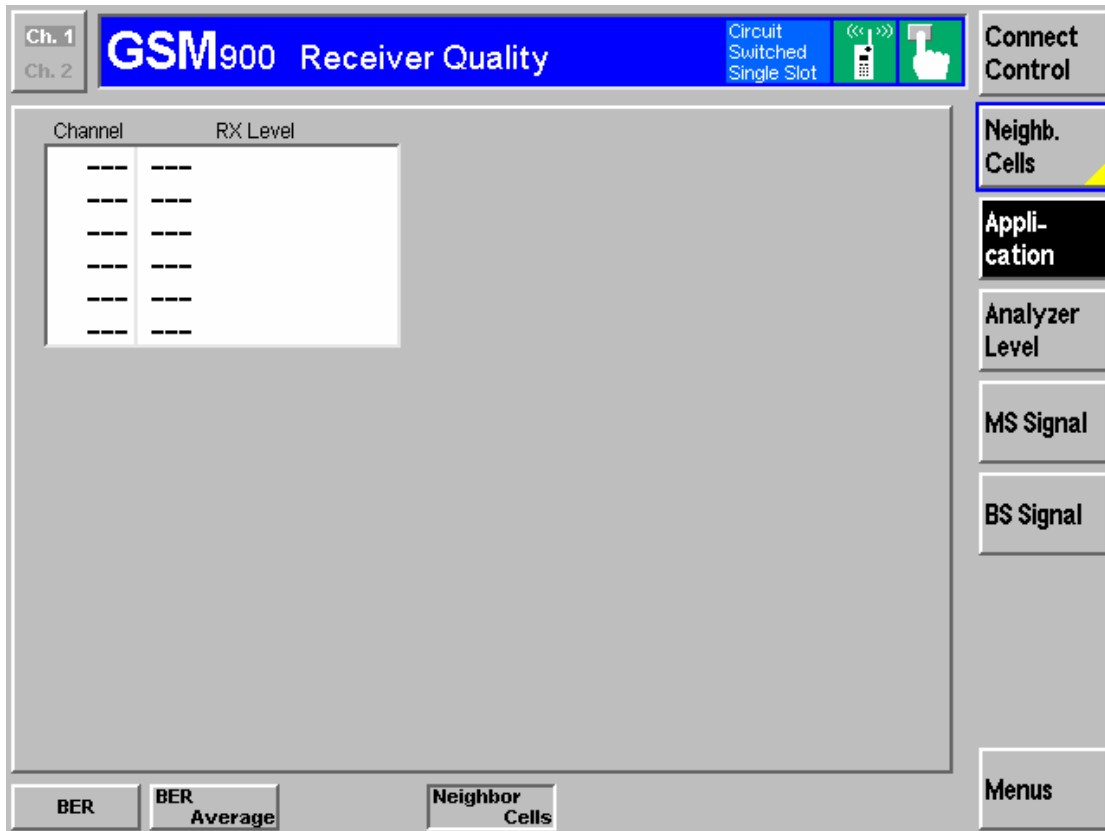 Ch. 1
Ch. 2
GSM900 Receiver Quality
Circuit
Switched
Single Slot
Connect
Control
Channel RX Level
--- ---
--- ---
--- ---
--- ---
--- ---
--- ---
Neighb.
Cells
Appli-
cation
Analyzer
Level
MS Signal
BS Signal
Menus
BER
BER
Average
Neighbor
Cells